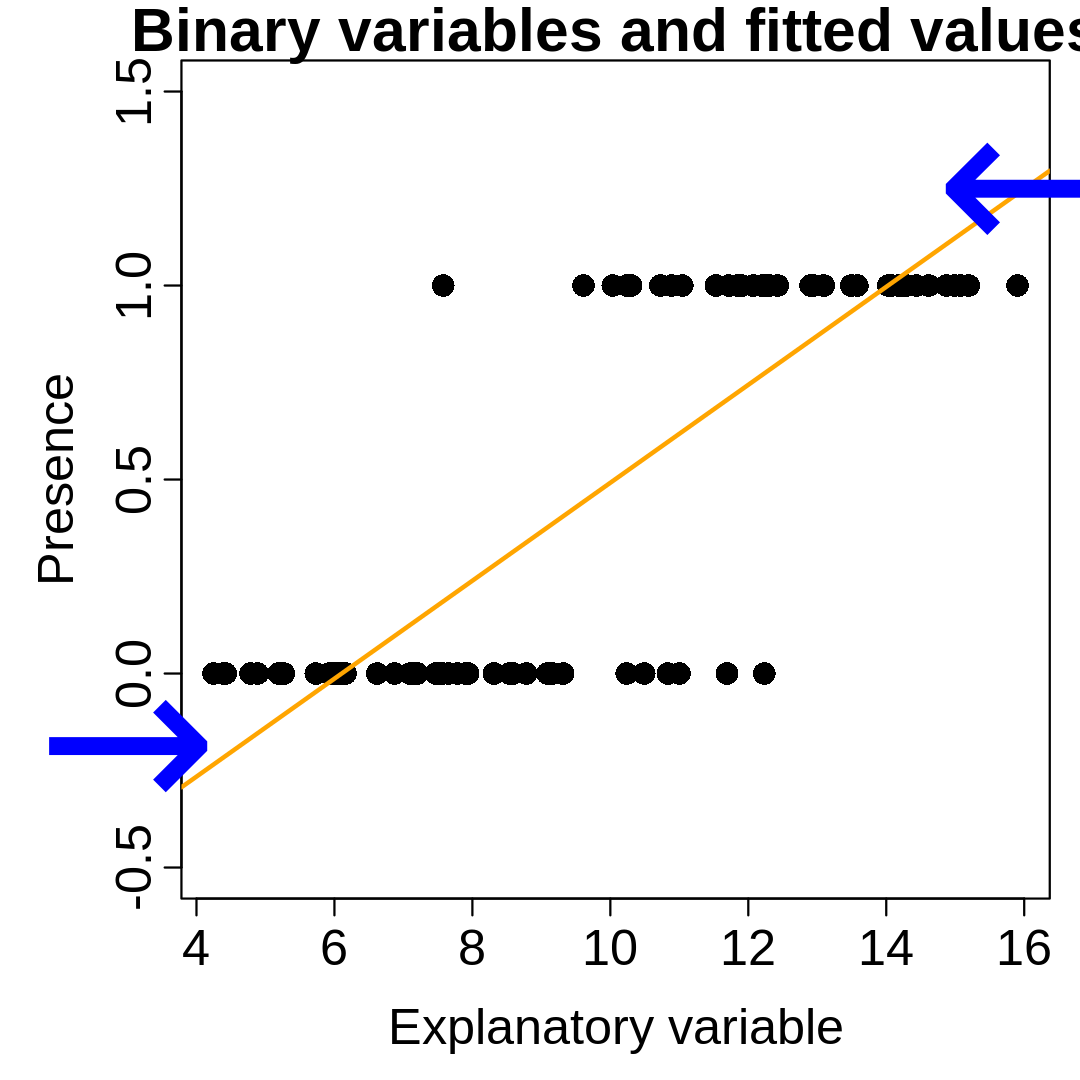 Binary variables and fitted values
1.5
1.0
0.5
0.0
-0.5
Presence
4 6 8 10 12 14 16
Explanatory variable